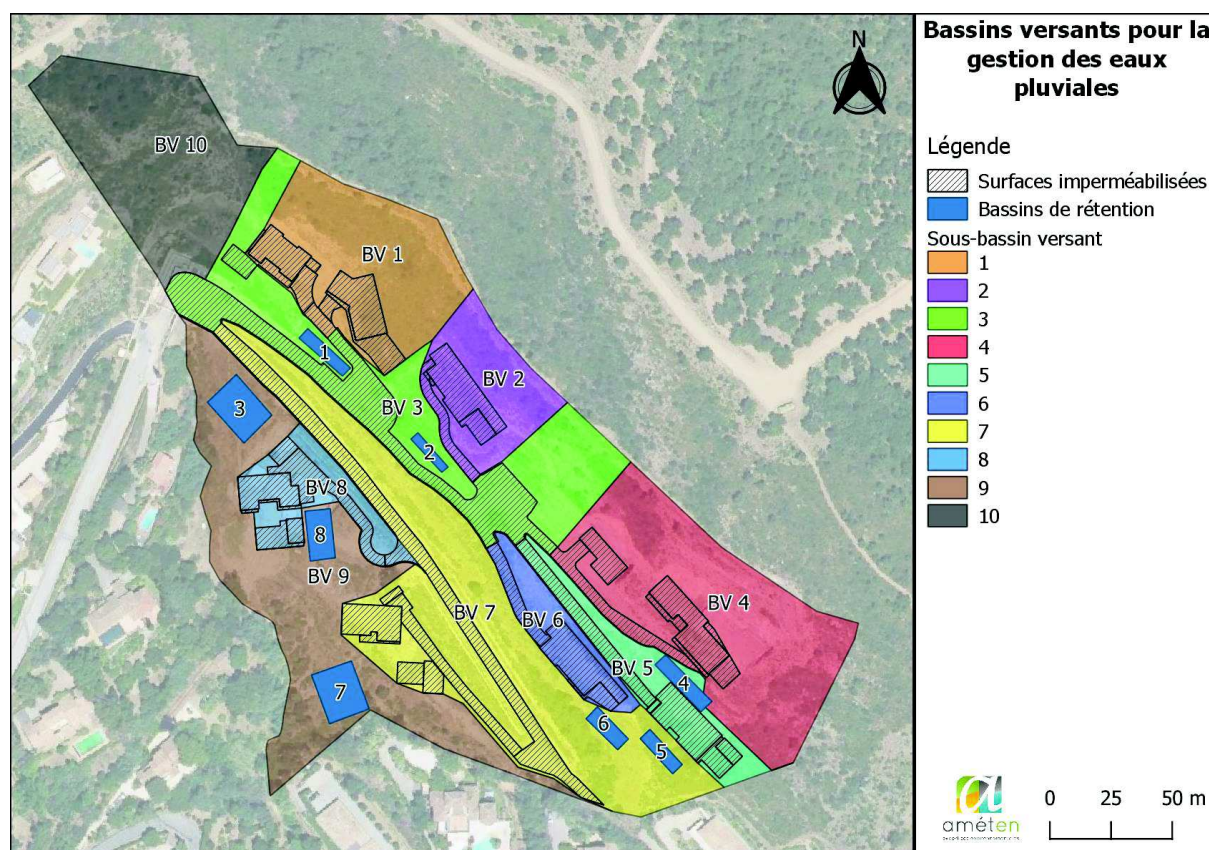 Bassins versants pour la
gestion des eaux
pluviales
N
Légende
Surfaces imperméabilisées
Bassins de rétention
Sous-bassin versant
1
2
3
4
5
6
7
8
9
10
BV 10
BV 1
1
BV 2
3
BV 3
2
BV 8
8
BV 9
BV 7
BV 6
BV 4
BV 5
4
7
6
5
améten
0 25 50 m